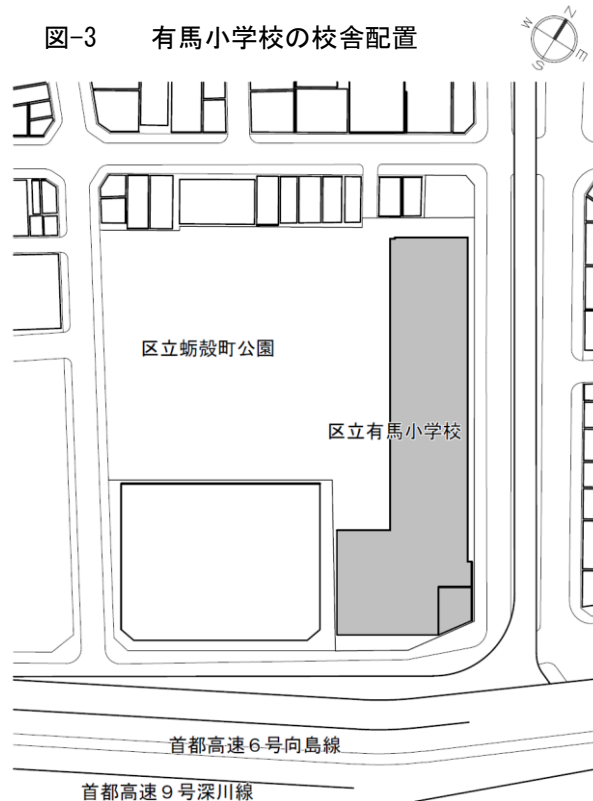 図-3 有馬小学校の校舎配置
N
W
E
S
区立蛎殻町公園
区立有馬小学校
首都高速6号向島線
首都高速9号深川線